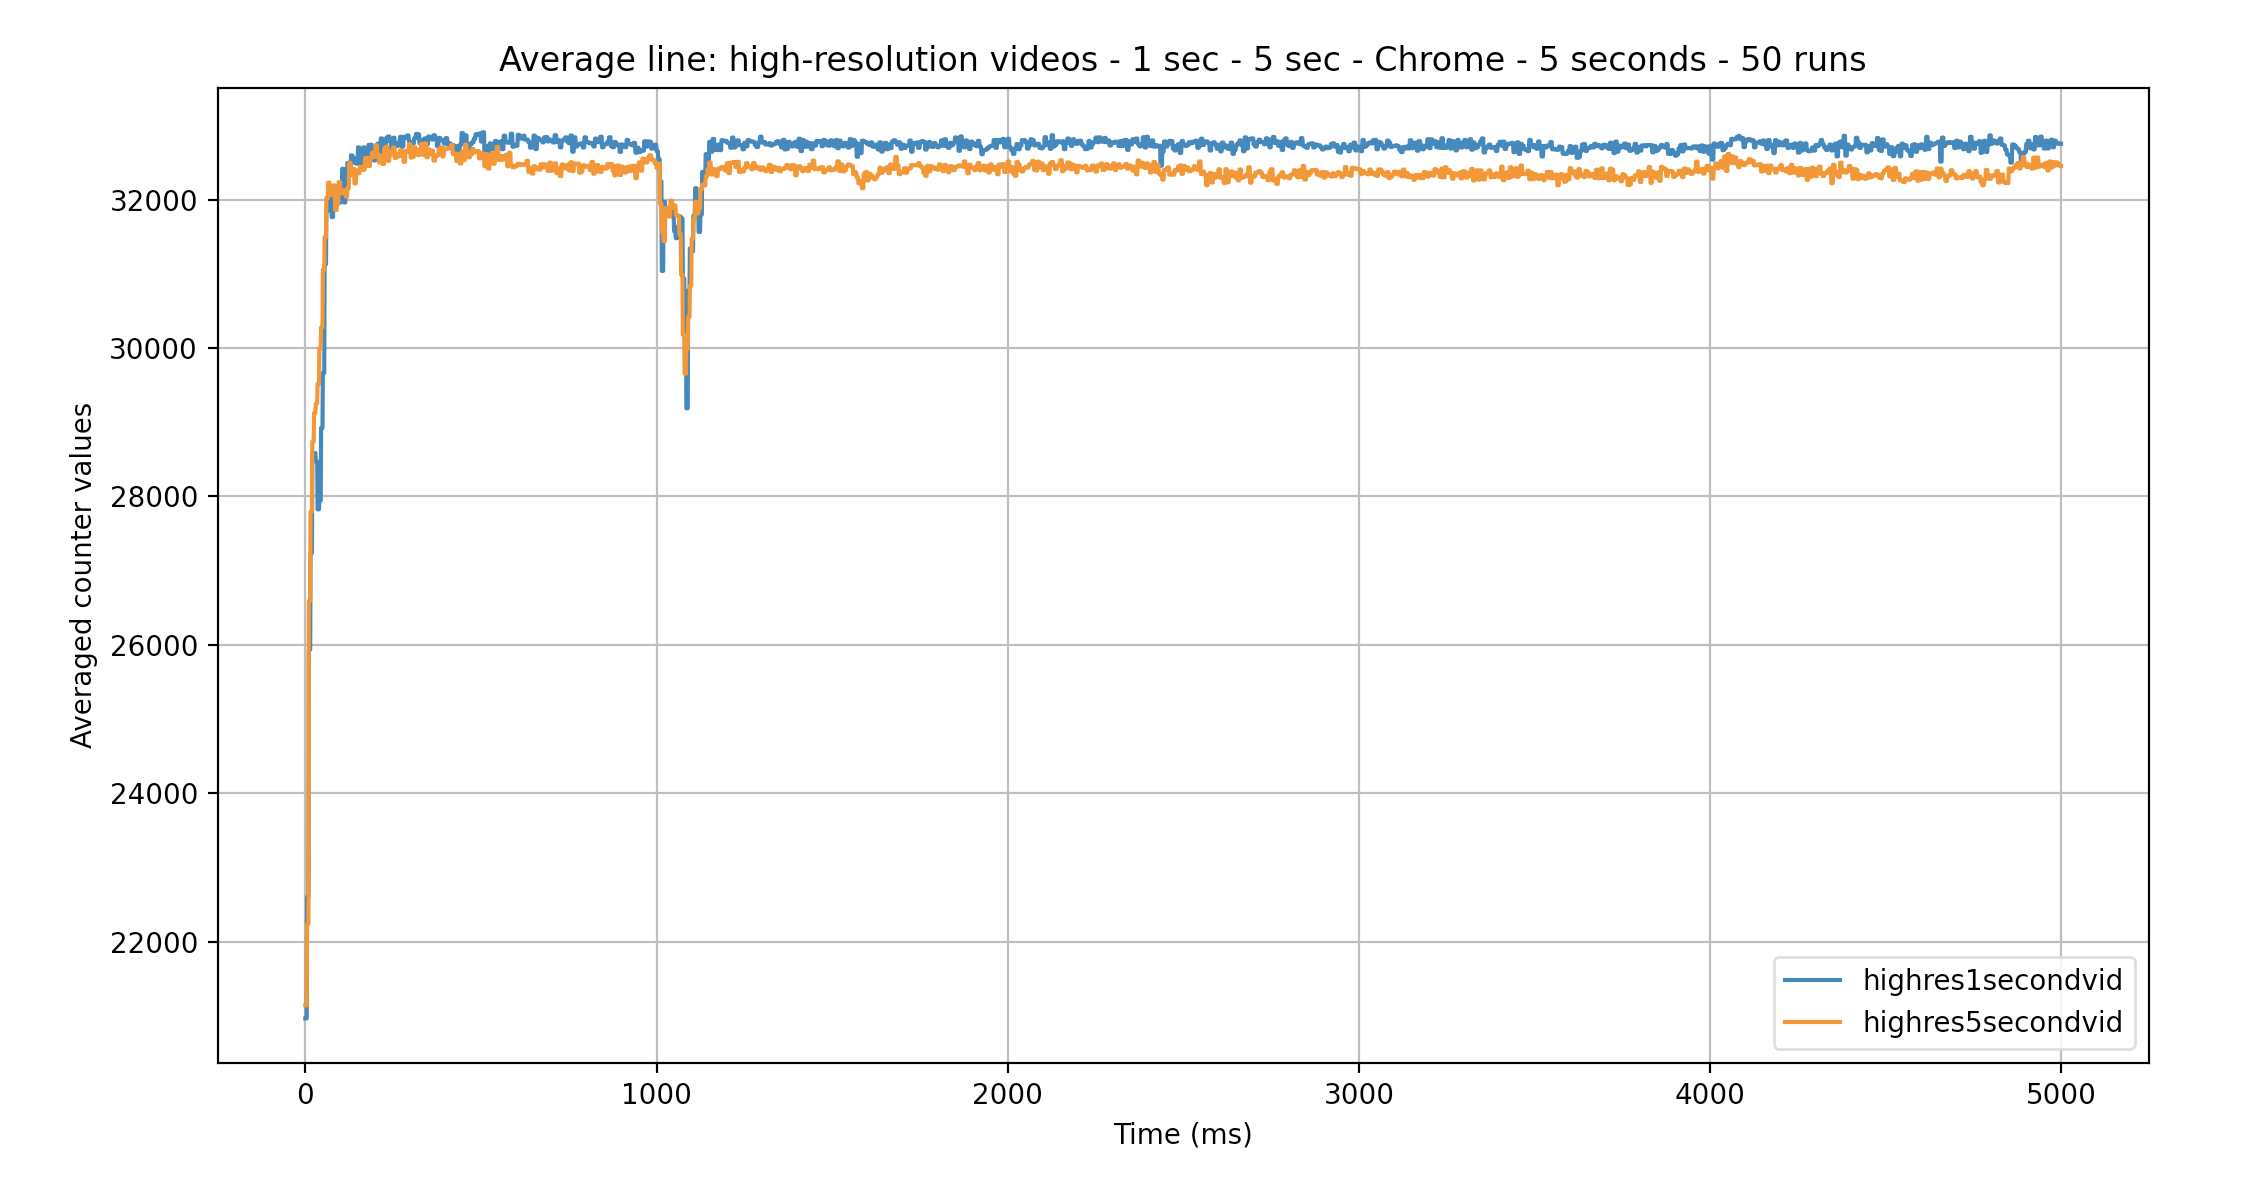 Average line: high-resolution videos - 1 sec - 5 sec - Chrome - 5 seconds - 50 runs
Averaged counter values
32000
30000
28000
26000
24000
22000
0 1000 2000 3000 4000 5000
Time (ms)
highres1secondvid
highres5secondvid